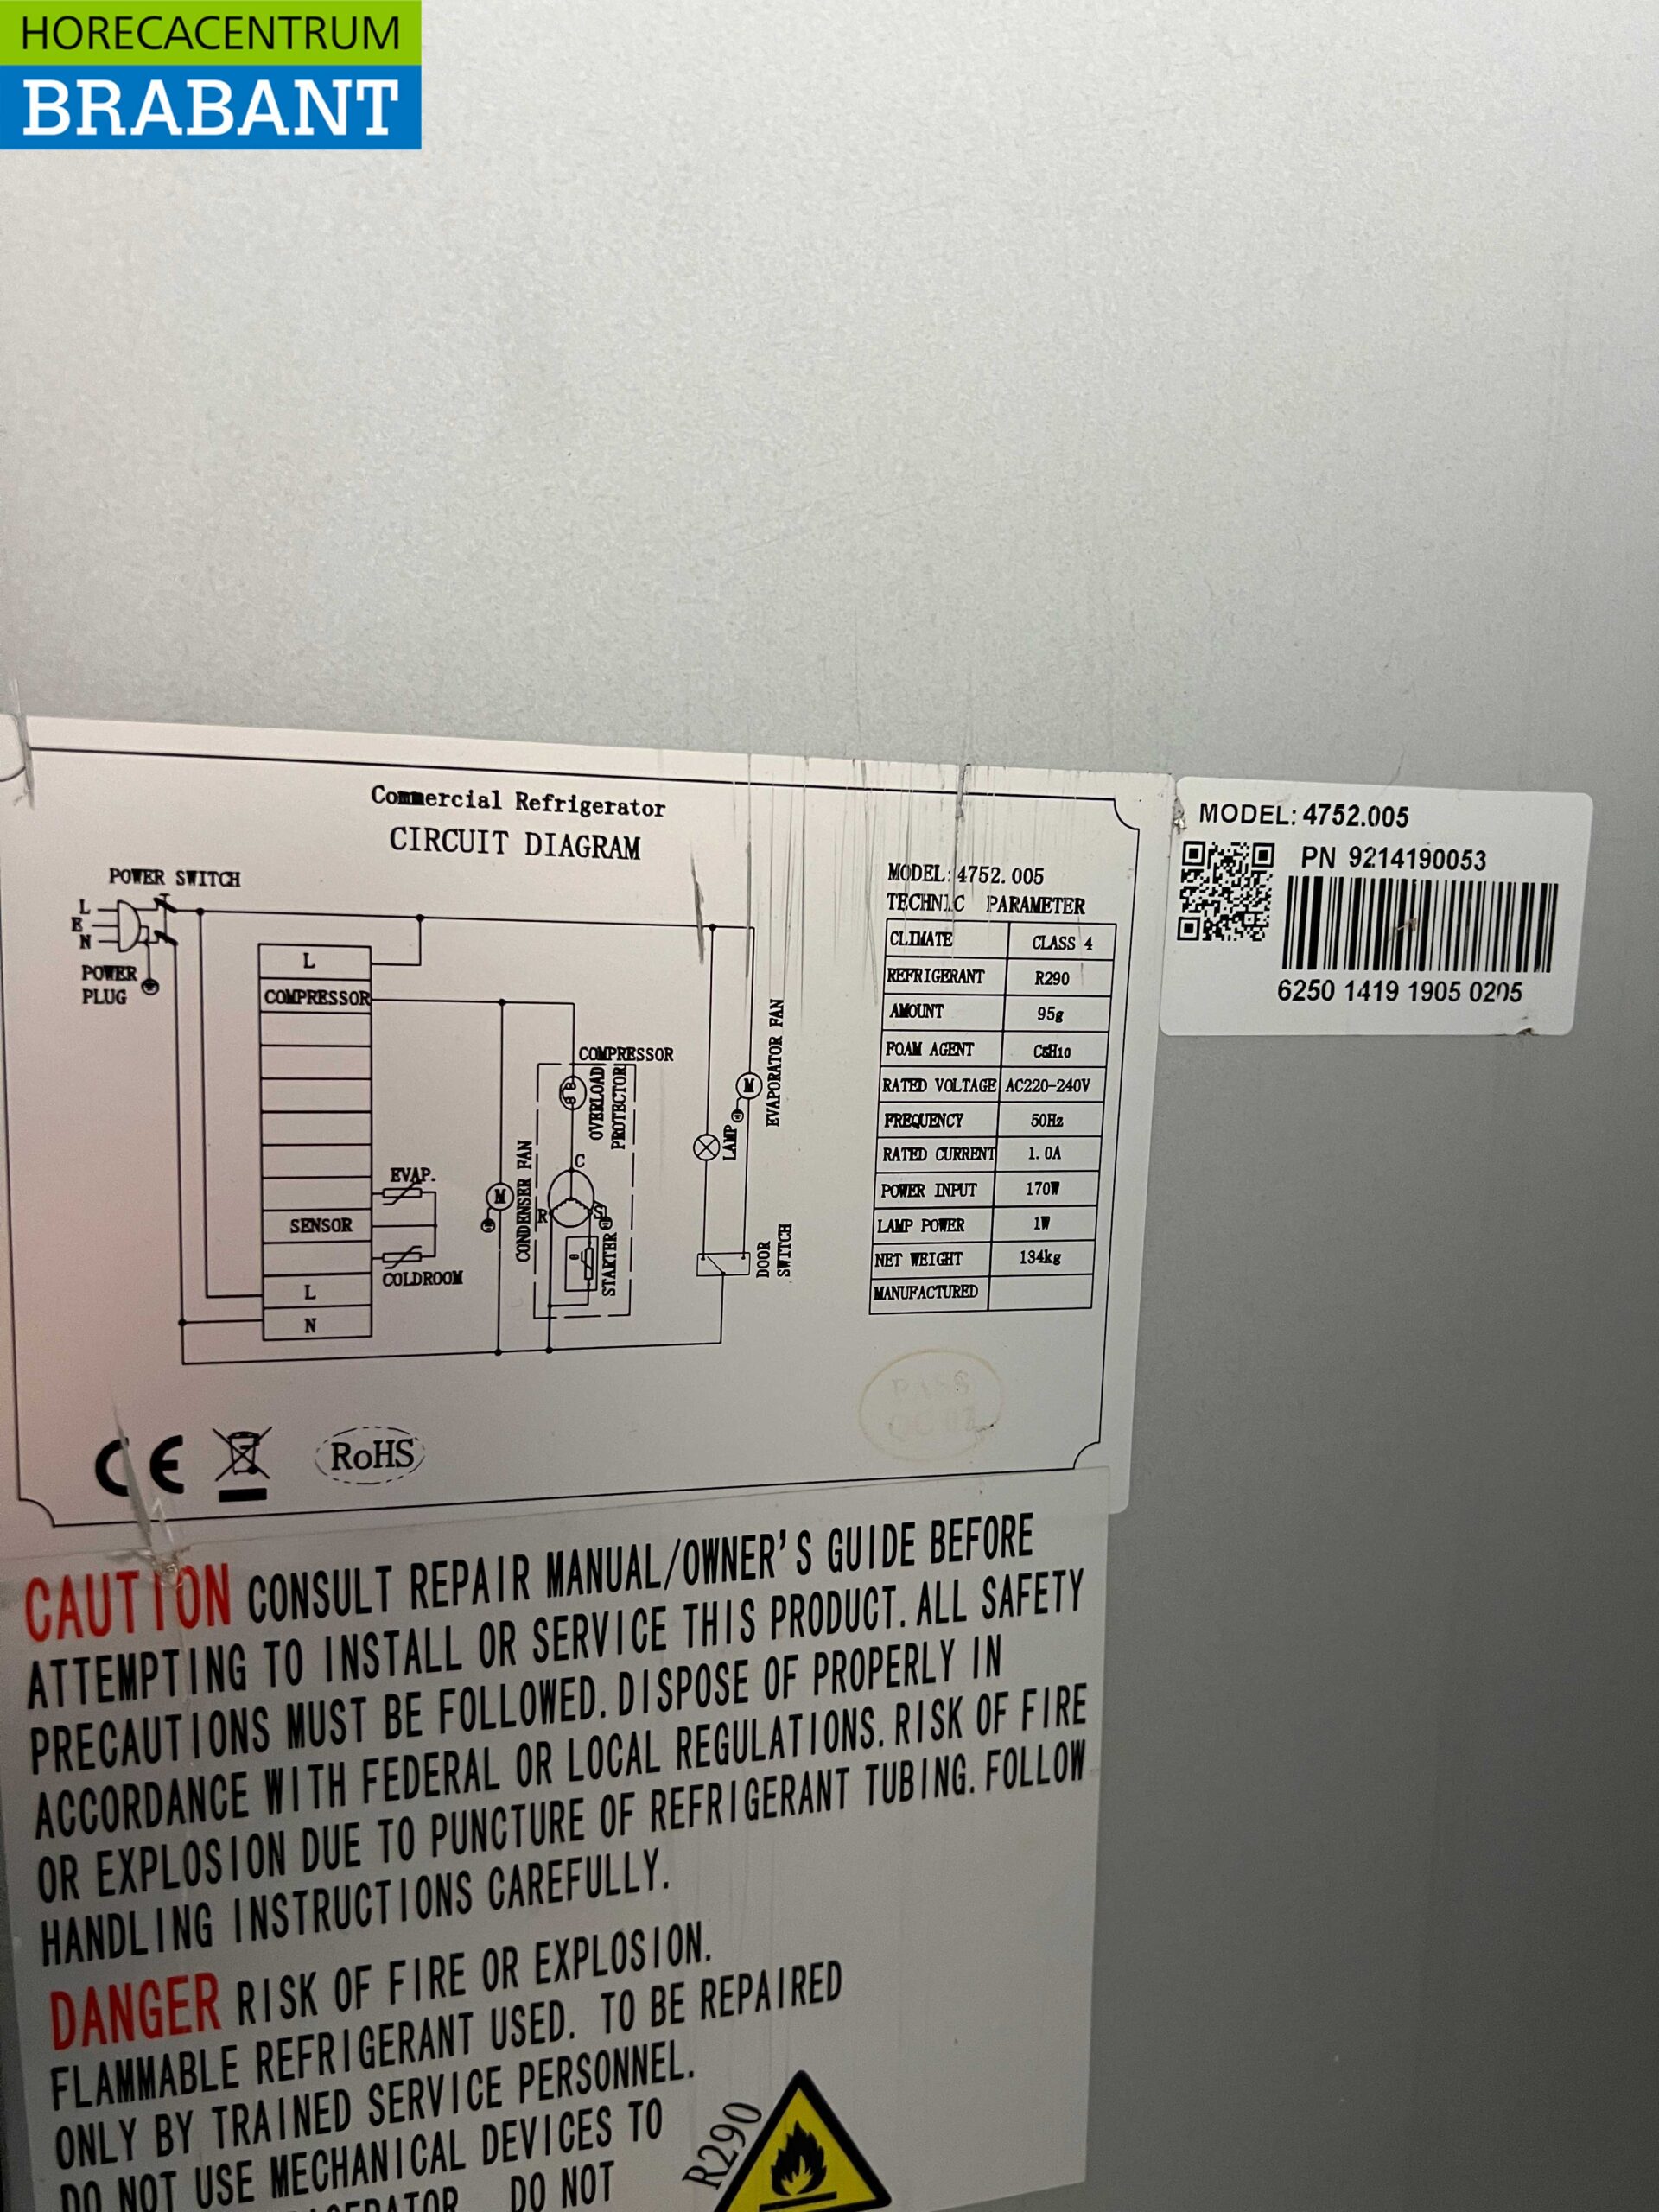 HORECACENTRUM
BRABANT
Commercial Refrigerator
CIRCUIT DIAGRAM
POWER SWITCH
L
E
N
POWER
PLUG
L
COMPRESSOR
SENSOR
L
N
EVAP.
COLDROOM
M
CONDENSER FAN
COMPRESSOR
OVERLOAD
PROTECTOR
C
R
S
STARTER
LAMP
M
EVAPORATOR FAN
DOOR
SWITCH
MODEL:4752.005
TECHNIC PARAMETER
CLIMATE CLASS 4
REFRIGERANT R290
AMOUNT 95g
FOAM AGENT C5H10
RATED VOLTAGE AC220-240V
FREQUENCY 50Hz
RATED CURRENT 1.0A
POWER INPUT 170W
LAMP POWER 1W
NET WEIGHT 134kg
MANUFACTURED
MODEL: 4752.005
PN 9214190053
6250 1419 1905 0205
PASS
CE
RoHS
CAUTION CONSULT REPAIR MANUAL/OWNER'S GUIDE BEFORE
ATTEMPTING TO INSTALL OR SERVICE THIS PRODUCT. ALL SAFETY
PRECAUTIONS MUST BE FOLLOWED. DISPOSE OF PROPERLY IN
ACCORDANCE WITH FEDERAL OR LOCAL REGULATIONS. RISK OF FIRE
OR EXPLOSION DUE TO PUNCTURE OF REFRIGERANT TUBING. FOLLOW
HANDLING INSTRUCTIONS CAREFULLY.
DANGER RISK OF FIRE OR EXPLOSION.
FLAMMABLE REFRIGERANT USED. TO BE REPAIRED
ONLY BY TRAINED SERVICE PERSONNEL.
DO NOT USE MECHANICAL DEVICES TO
DO NOT
R290